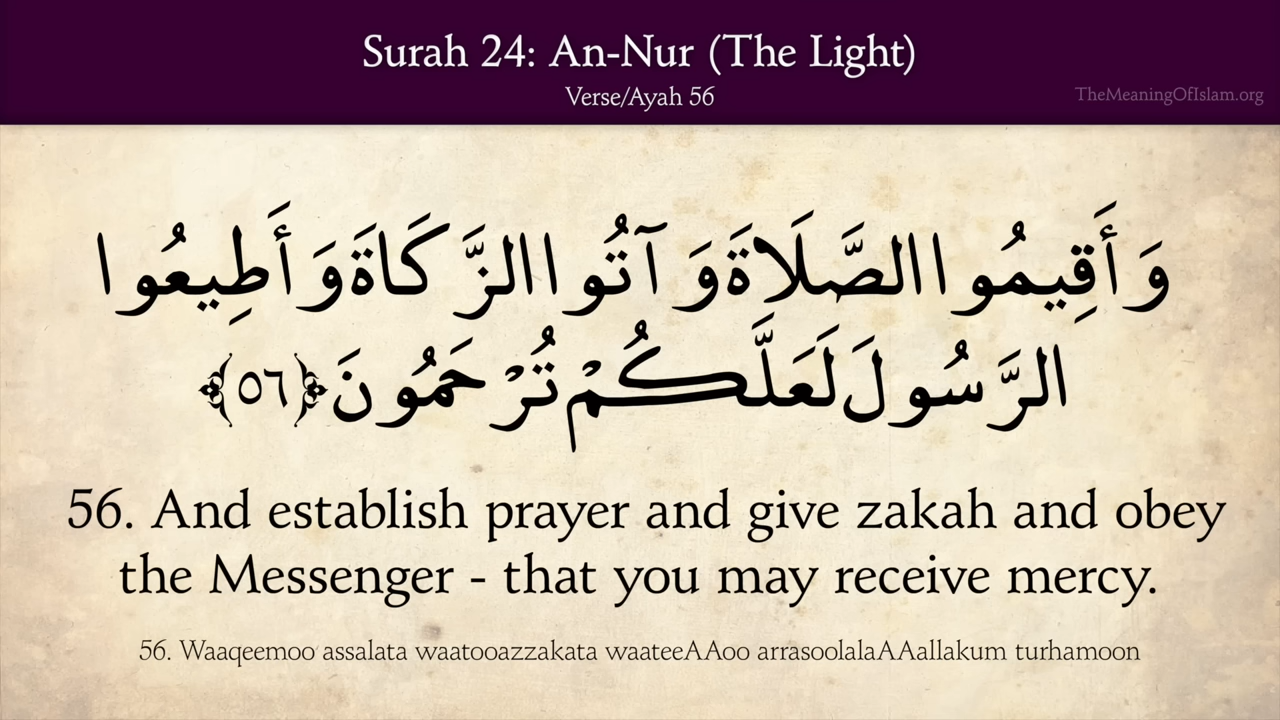 Surah 24: An-Nur (The Light)
Verse/Ayah 56
TheMeaningOfIslam.org
وَأَقِيمُوا الصَّلَاةَ وَآتُوا الزَّكَاةَ وَأَطِيعُوا
الرَّسُولَ لَعَلَّكُمْ تُرْحَمُونَ ﴿٥٦﴾
56. And establish prayer and give zakah and obey
the Messenger - that you may receive mercy.
56. Waaqeemoo assalata waatooazzakata waateeAAoo arrasoolalaAAallakum turhamoon